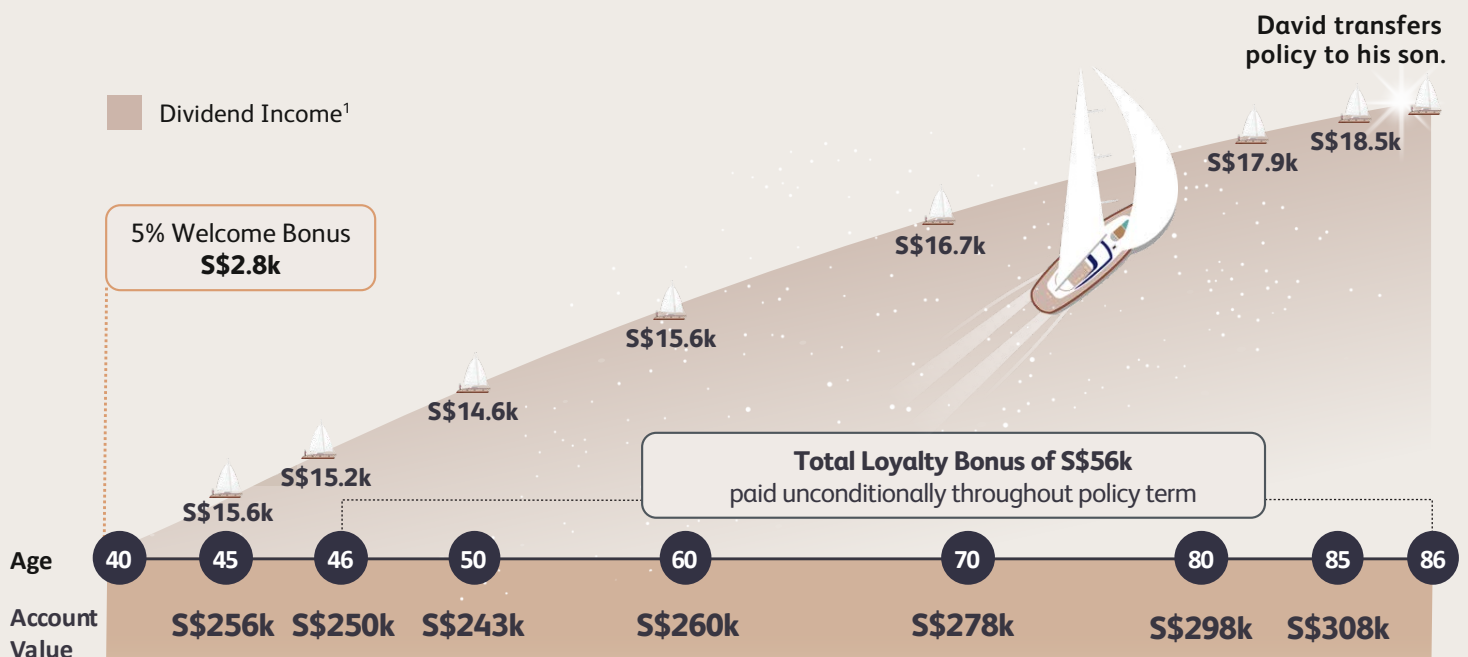 David transfers
policy to his son.
Dividend Income¹
5% Welcome Bonus
S$2.8k
S$18.5k
S$17.9k
S$16.7k
S$15.6k
S$14.6k
S$15.2k
S$15.6k
Total Loyalty Bonus of S$56k
paid unconditionally throughout policy term
Age 40 45 46 50 60 70 80 85 86
Account
Value
S$256k S$250k S$243k S$260k S$278k S$298k S$308k